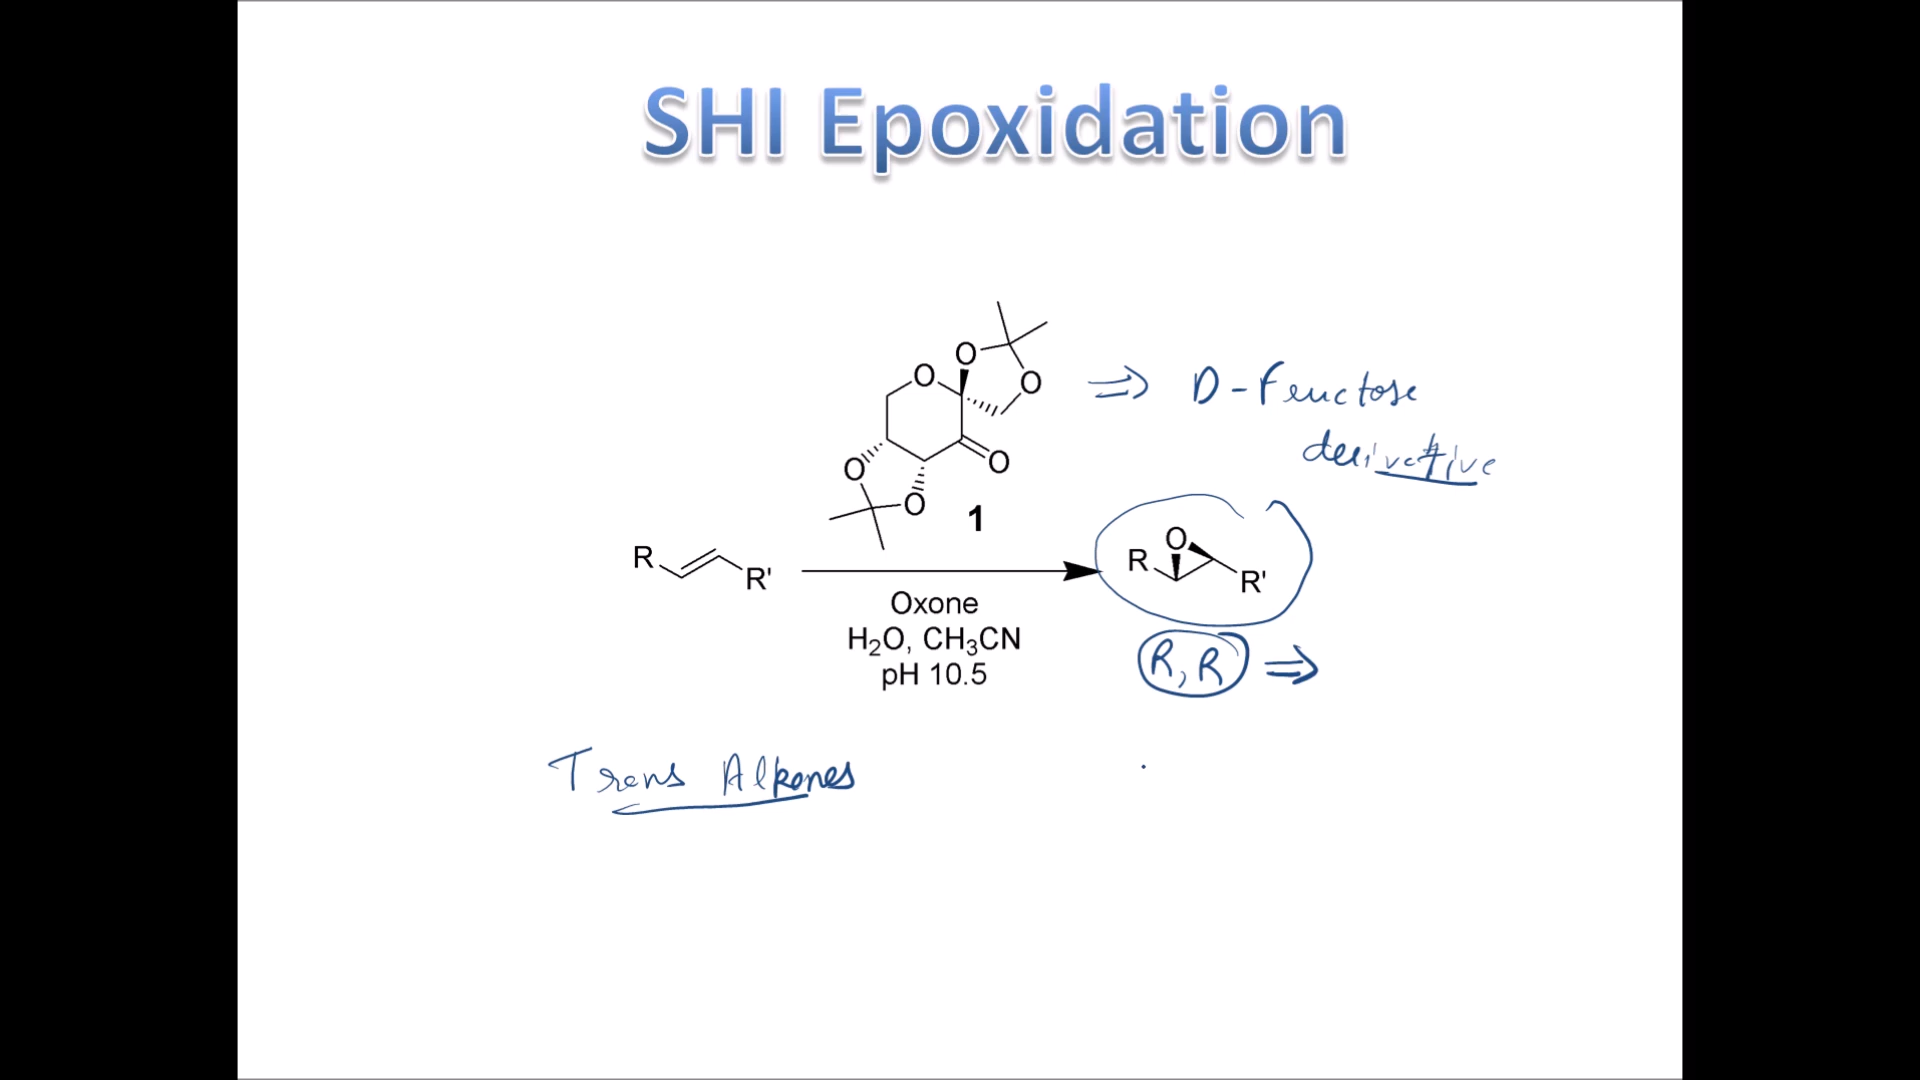 SHI Epoxidation
O
O
O
⇒ D-Fructose
derivative
O
O
O
1
R
R'
Oxone
H₂O, CH₃CN
pH 10.5
O
R
R'
R, R ⇒
Trans Alkenes